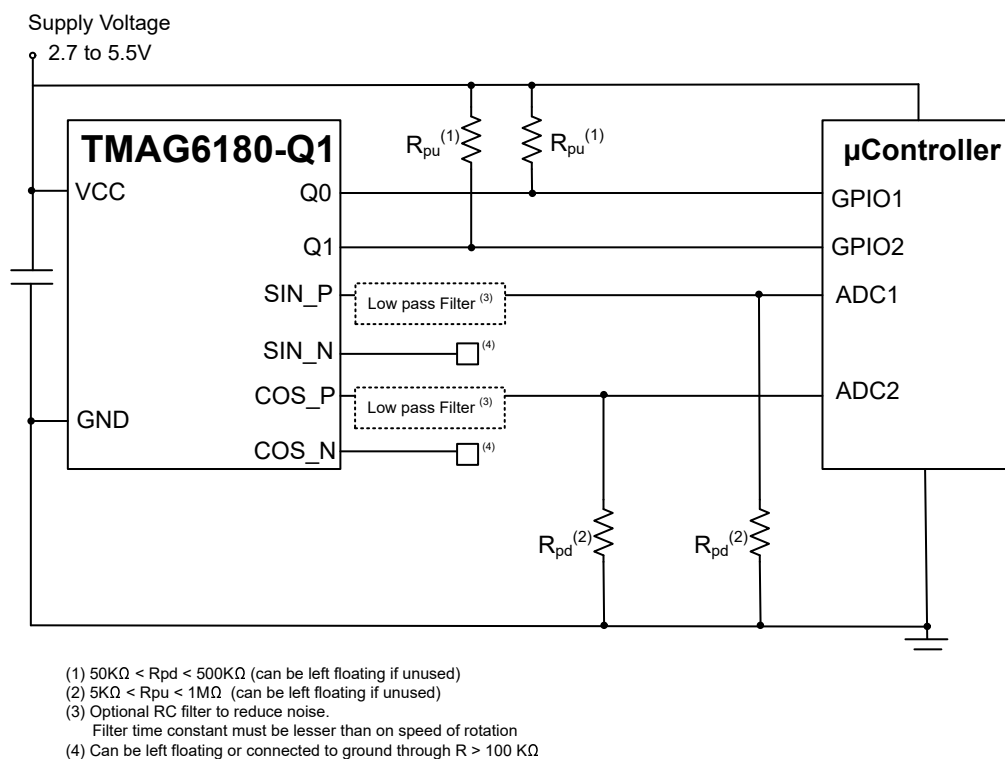 Supply Voltage
2.7 to 5.5V
TMAG6180-Q1
VCC
GND
Q0
Q1
SIN_P
SIN_N
COS_P
COS_N
Rpu(1)
Rpu(1)
Low pass Filter (3)
(4)
Low pass Filter (3)
(4)
Rpd(2)
Rpd(2)
µController
GPIO1
GPIO2
ADC1
ADC2
(1) 50KΩ < Rpd < 500KΩ (can be left floating if unused)
(2) 5KΩ < Rpu < 1MΩ (can be left floating if unused)
(3) Optional RC filter to reduce noise.
Filter time constant must be lesser than on speed of rotation
(4) Can be left floating or connected to ground through R > 100 KΩ